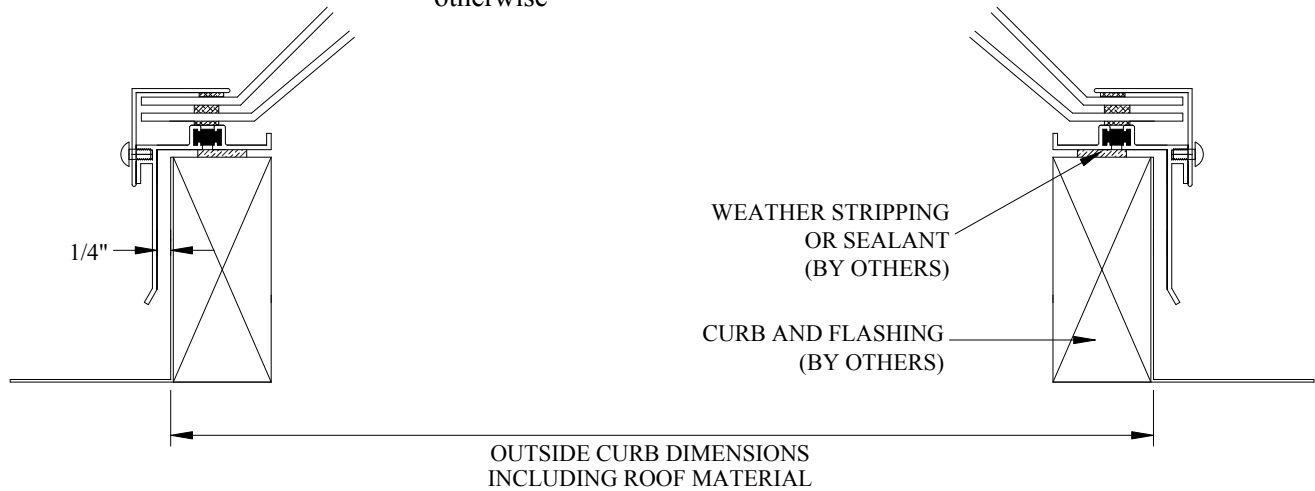 otherwise
WEATHER STRIPPING
OR SEALANT
(BY OTHERS)
1/4"
CURB AND FLASHING
(BY OTHERS)
OUTSIDE CURB DIMENSIONS
INCLUDING ROOF MATERIAL